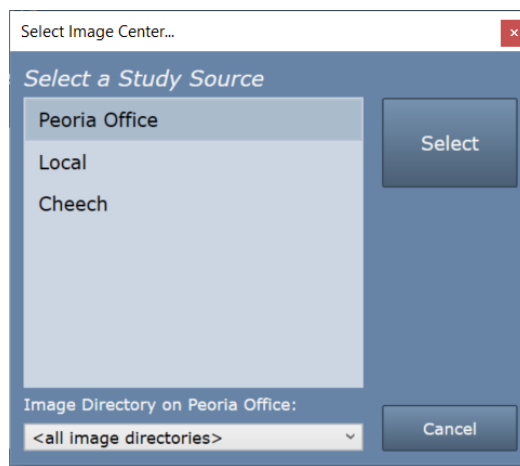 Select Image Center...
Select a Study Source
Peoria Office
Local
Cheech
Select
Image Directory on Peoria Office:
<all image directories>
Cancel